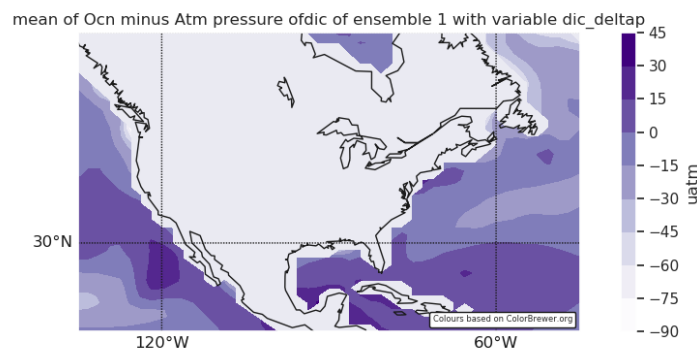 mean of Ocn minus Atm pressure ofdic of ensemble 1 with variable dic_deltap
45
30
15
0
−15
−30
−45
−60
−75
−90
uatm
30°N
120°W
60°W
Colours based on ColorBrewer.org